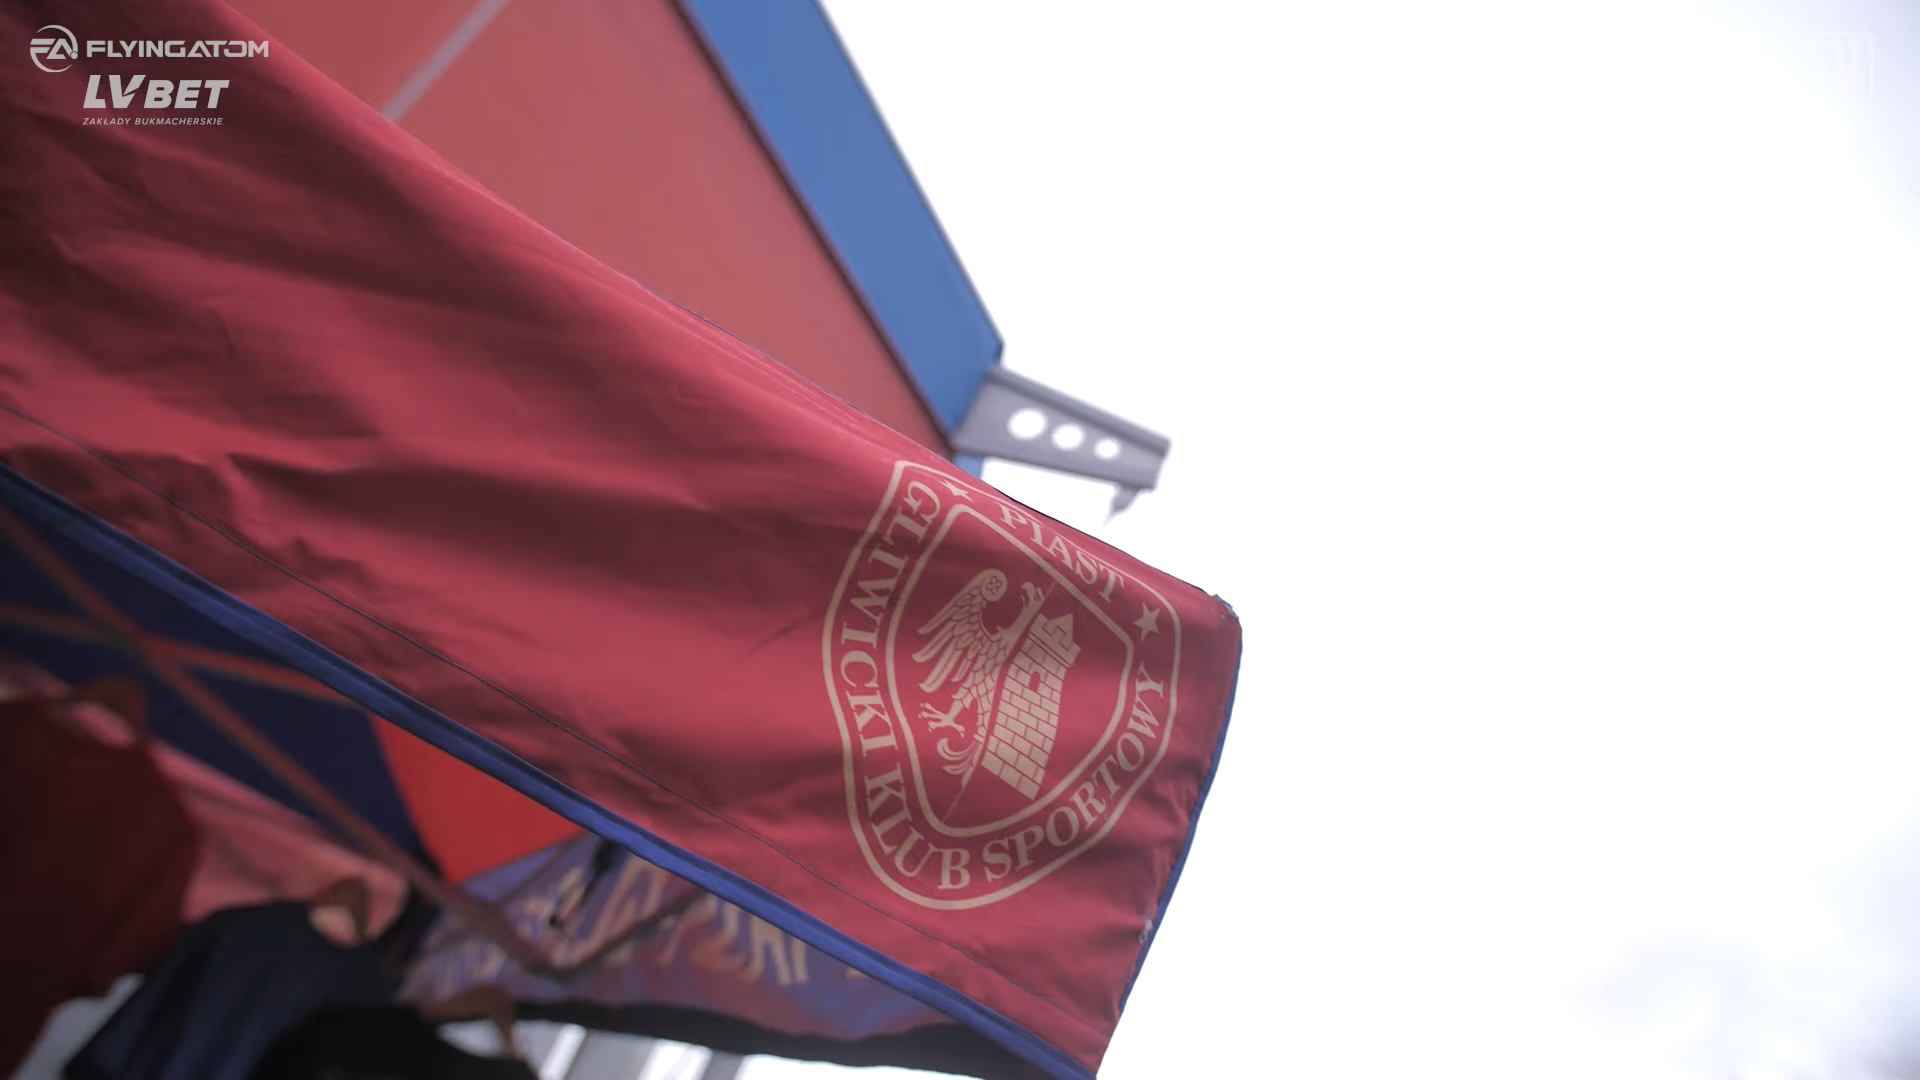 FLYINGATOM
LVBET
ZAKŁADY BUKMACHERSKIE
PIAST
GLIWICKI KLUB SPORTOWY